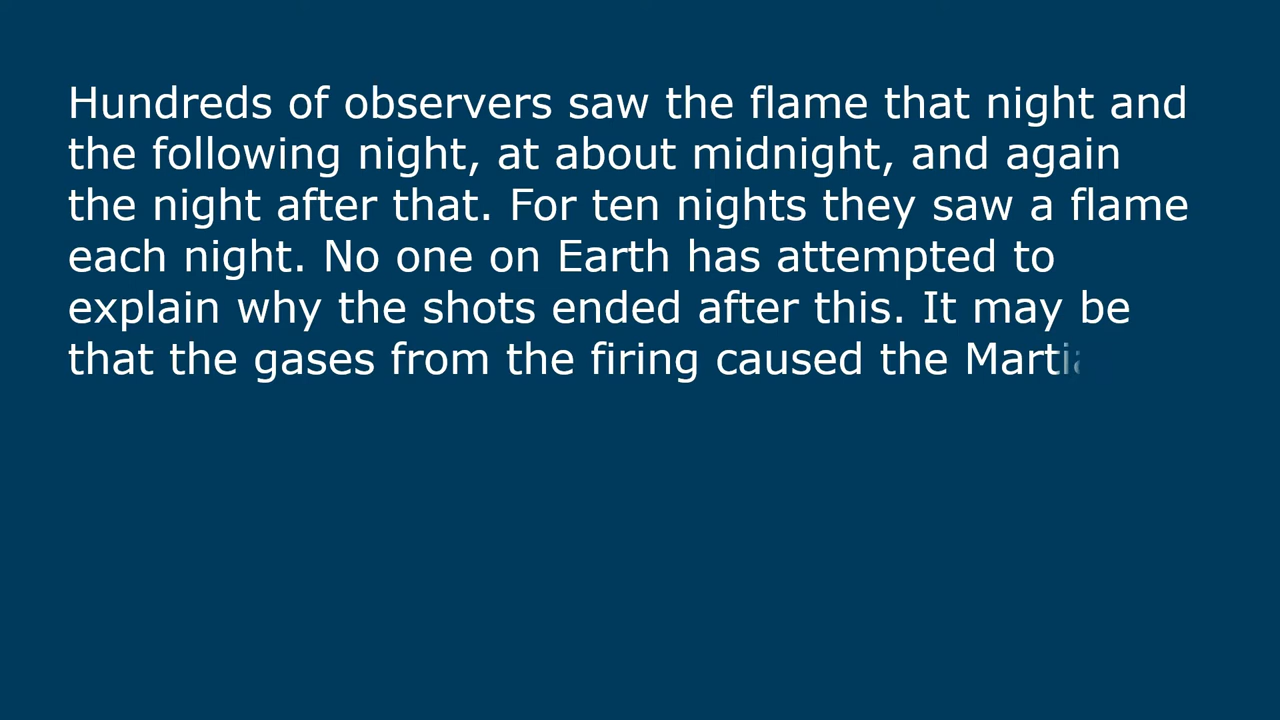 Hundreds of observers saw the flame that night and
the following night, at about midnight, and again
the night after that. For ten nights they saw a flame
each night. No one on Earth has attempted to
explain why the shots ended after this. It may be
that the gases from the firing caused the